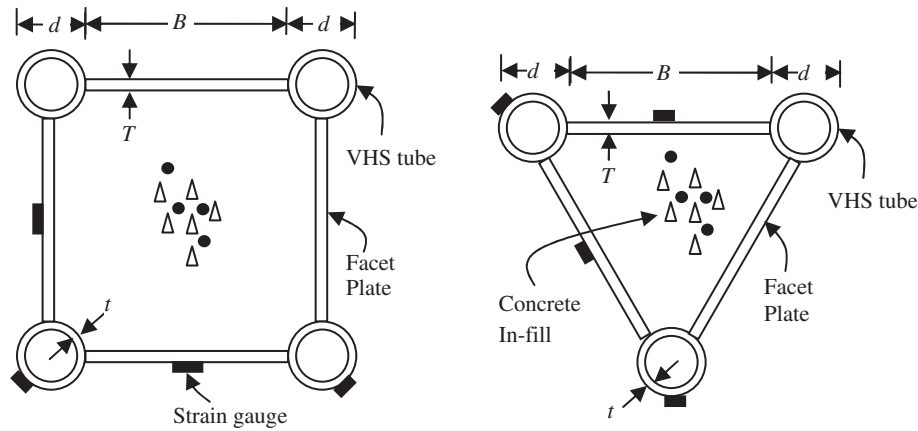 d B d
T
VHS tube
Facet
Plate
t
Strain gauge
d B d
T
VHS tube
Concrete
In-fill
Facet
Plate
t